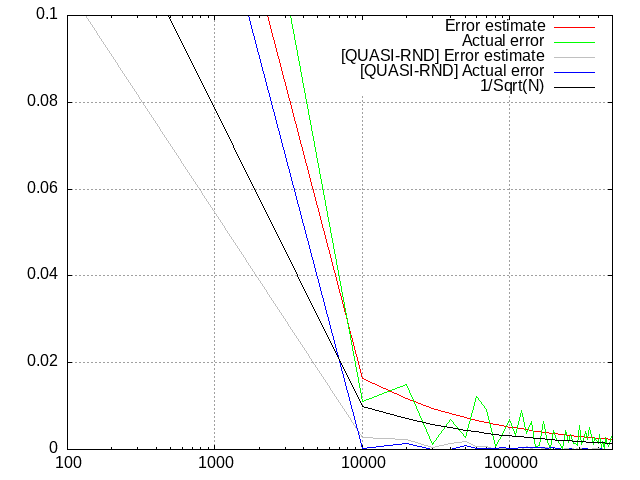 0.1
Error estimate
Actual error
[QUASI-RND] Error estimate
[QUASI-RND] Actual error
1/Sqrt(N)
0.08
0.06
0.04
0.02
0
100
1000
10000
100000